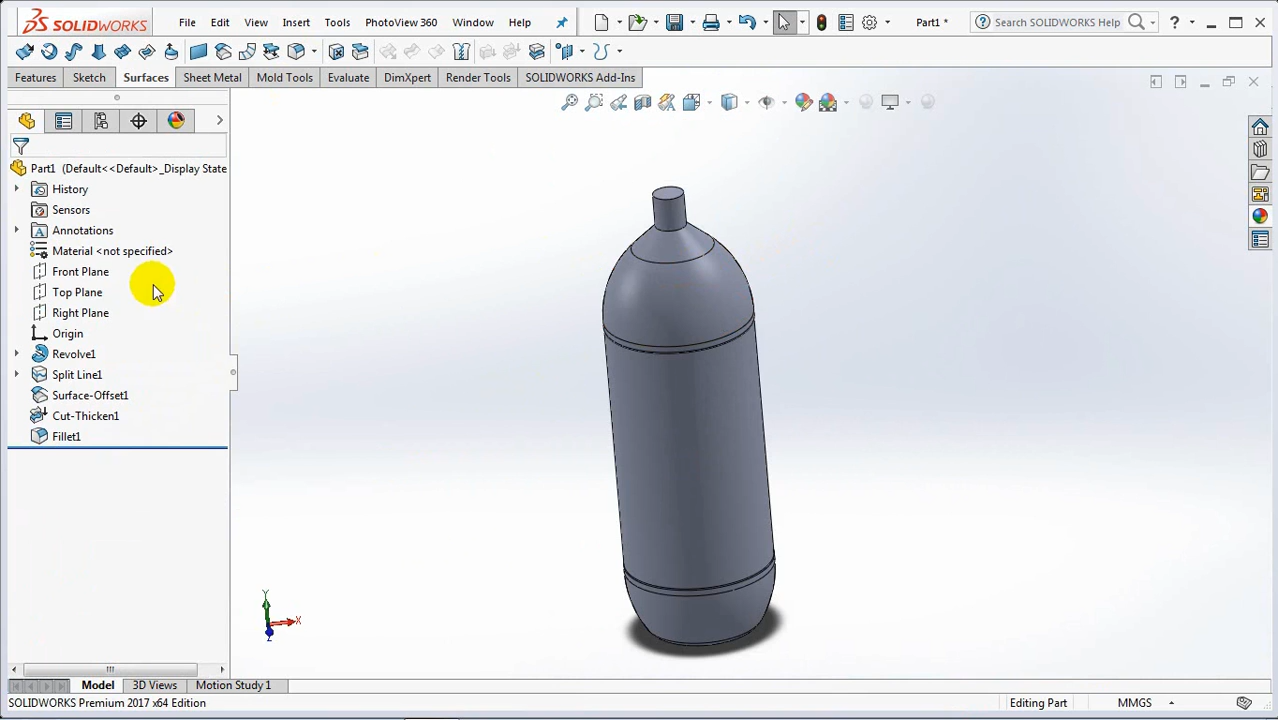 SOLIDWORKS File Edit View Insert Tools PhotoView 360 Window Help Part1 * Search SOLIDWORKS Help
Features Sketch Surfaces Sheet Metal Mold Tools Evaluate DimXpert Render Tools SOLIDWORKS Add-Ins
Part1 (Default<<Default>_Display State
History
Sensors
Annotations
Material <not specified>
Front Plane
Top Plane
Right Plane
Origin
Revolve1
Split Line1
Surface-Offset1
Cut-Thicken1
Fillet1
Y
X
Z
Model 3D Views Motion Study 1
SOLIDWORKS Premium 2017 x64 Edition Editing Part MMGS